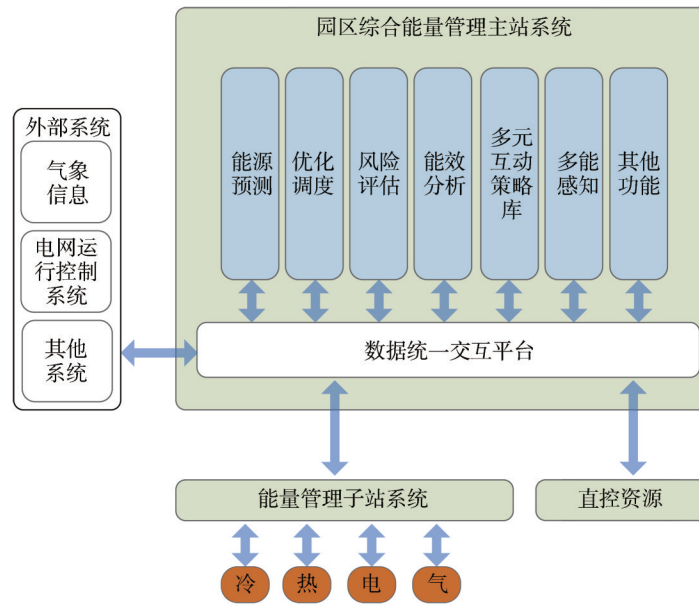 园区综合能量管理主站系统
外部系统
气象
信息
电网运
行控制
系统
其他
系统
能源
预测
优化
调度
风险
评估
能效
分析
多元
互动
策略
库
多能
感知
其他
功能
数据统一交互平台
能量管理子站系统
直控资源
冷
热
电
气